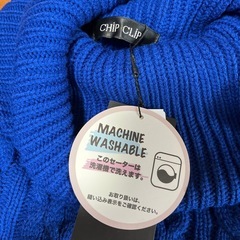 CHIP CLIP
MACHINE
WASHABLE
このセーターは
洗濯機で洗えます。
お取り扱いは、
縫い込み表示をご確認ください。